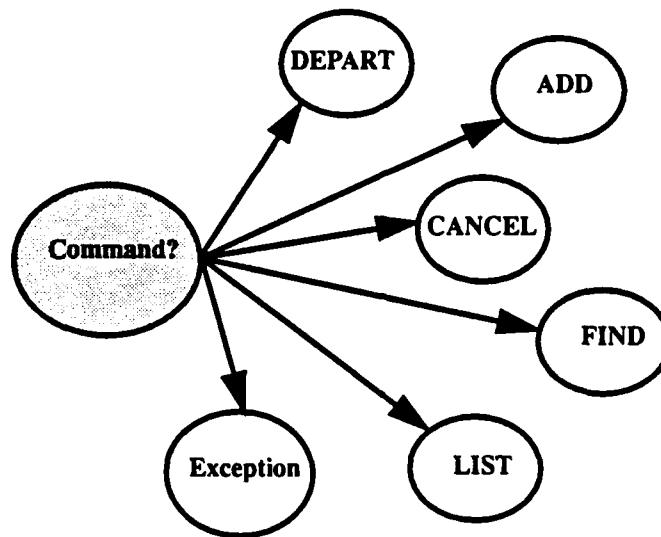 DEPART
ADD
Command?
CANCEL
FIND
Exception
LIST